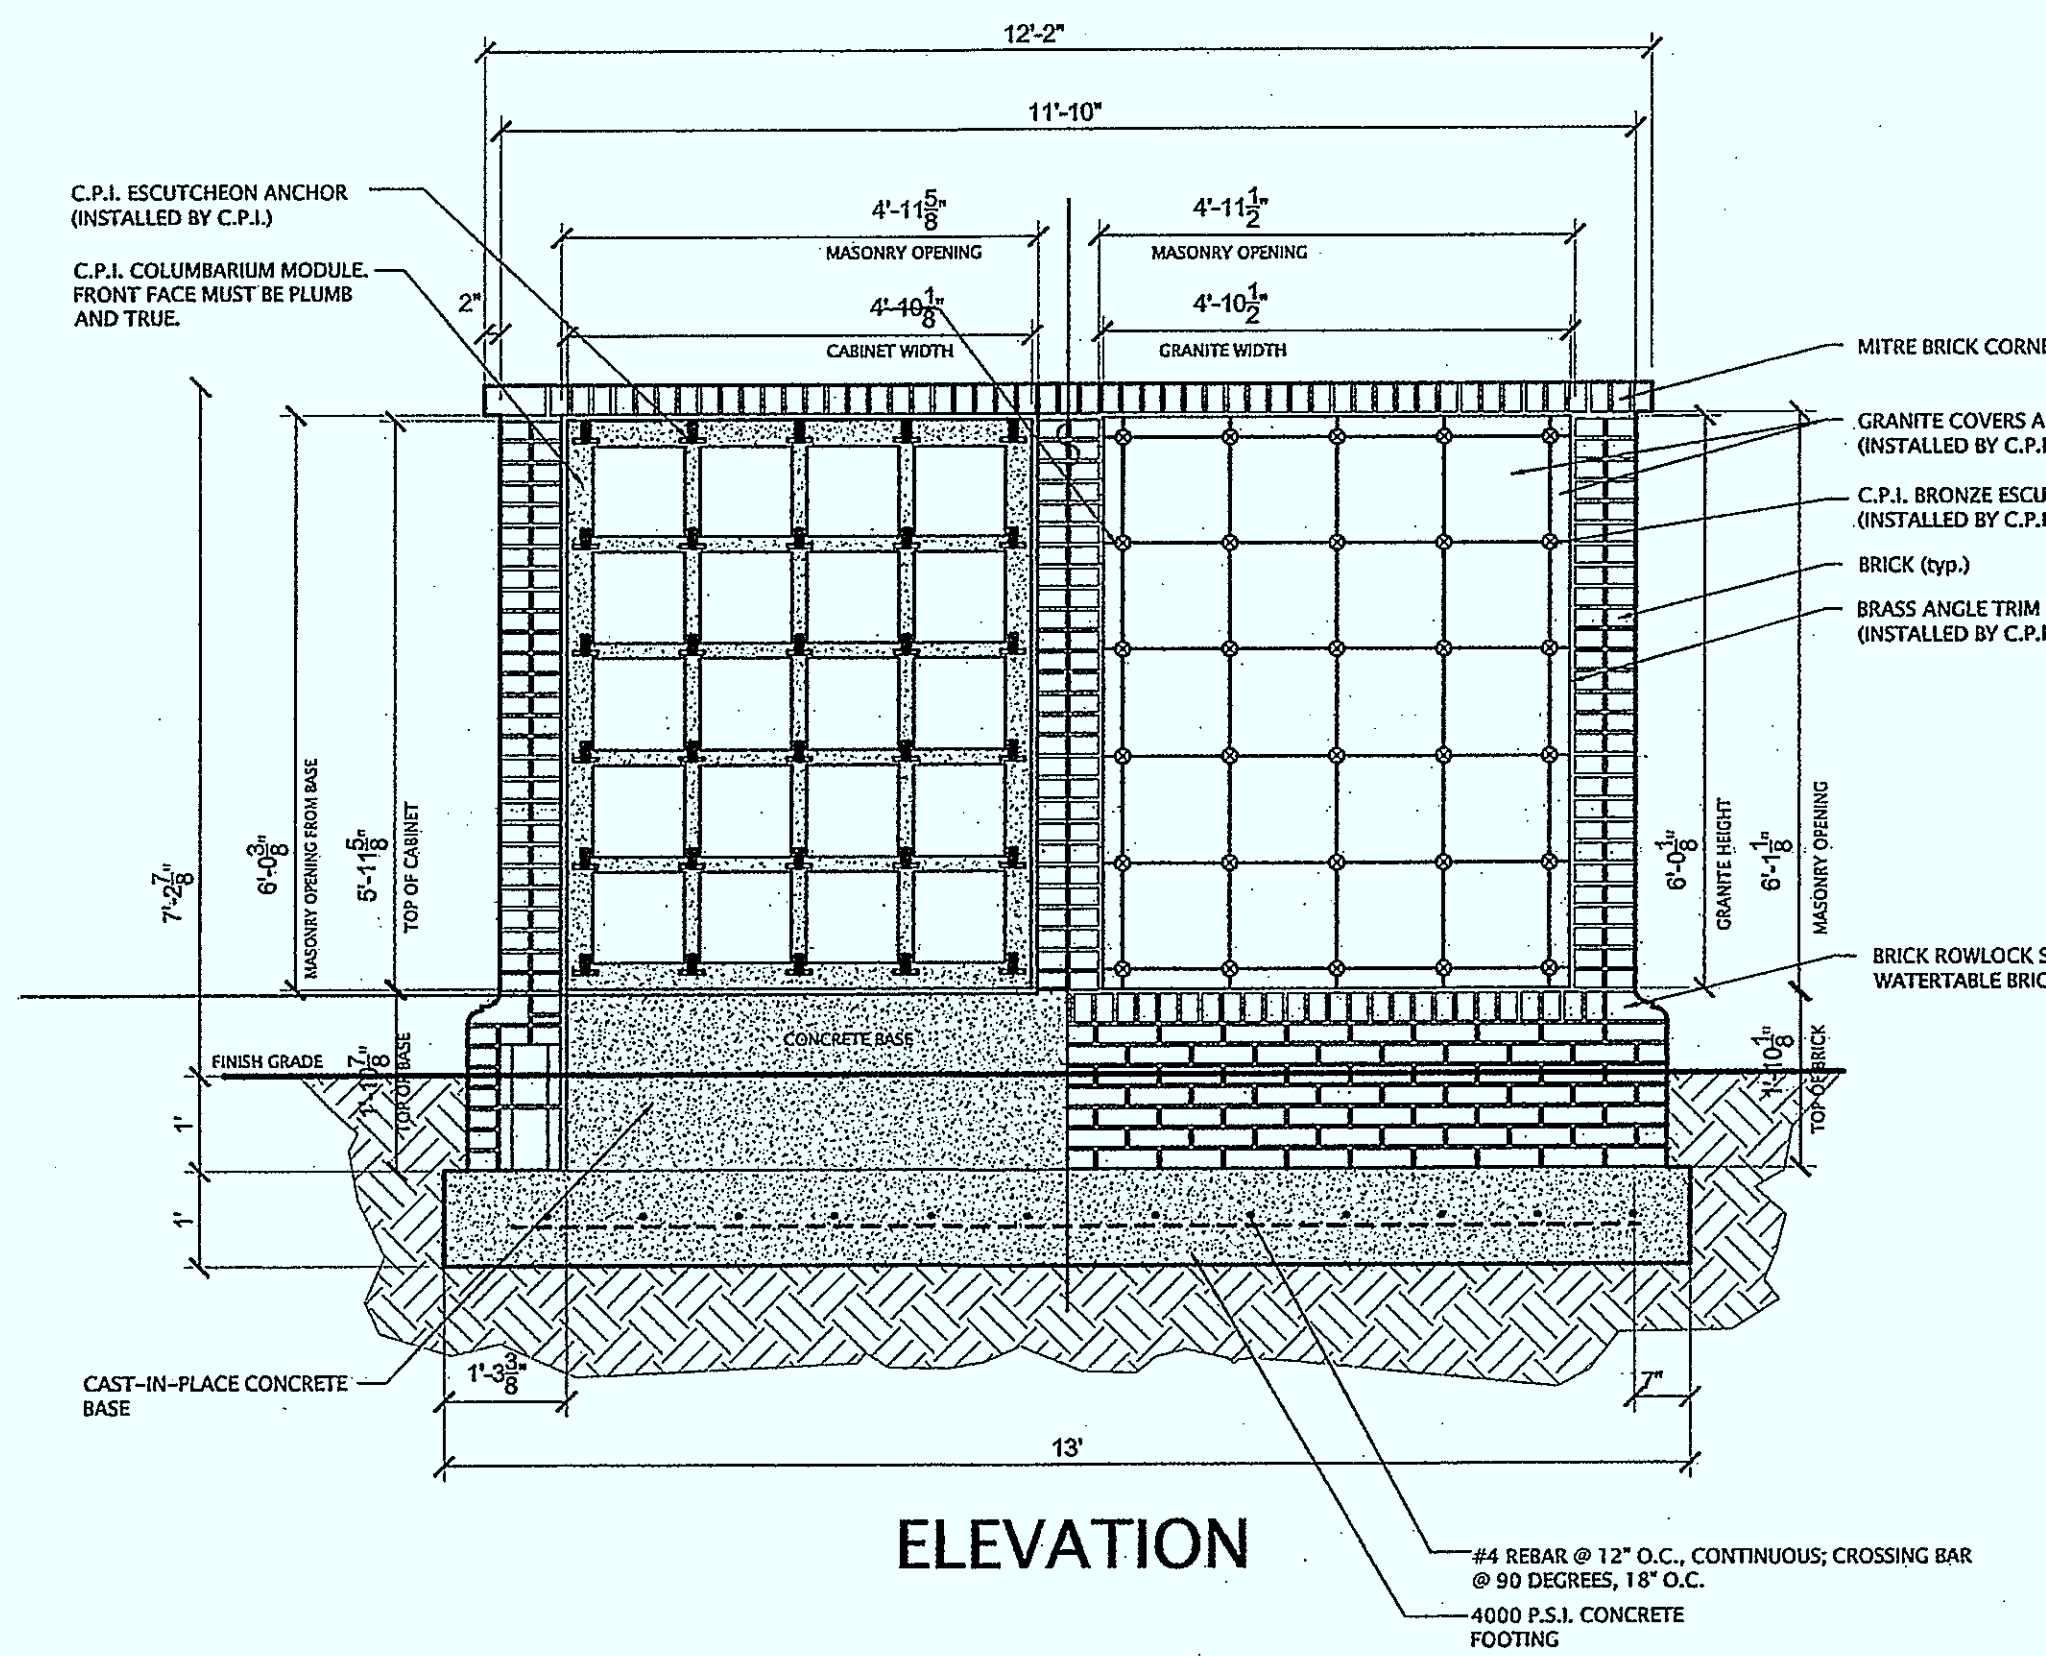 12'-2"
11'-10"
C.P.I. ESCUTCHEON ANCHOR
(INSTALLED BY C.P.I.)
4'-11 5/8"
MASONRY OPENING
4'-11 1/2"
MASONRY OPENING
C.P.I. COLUMBARIUM MODULE.
FRONT FACE MUST BE PLUMB
AND TRUE.
2"
4'-10 1/8"
CABINET WIDTH
4'-10 1/2"
GRANITE WIDTH
MITRE BRICK CORNE
GRANITE COVERS A
(INSTALLED BY C.P.I
C.P.I. BRONZE ESCU
(INSTALLED BY C.P.I
BRICK (typ.)
BRASS ANGLE TRIM
(INSTALLED BY C.P.I
7'-2 7/8"
6'-0 3/8"
MASONRY OPENING FROM BASE
5'-11 5/8"
TOP OF CABINET
6'-0 1/8"
GRANITE HEIGHT
6'-1 1/8"
MASONRY OPENING
BRICK ROWLOCK S
WATERTABLE BRIC
CONCRETE BASE
FINISH GRADE
1'-10 7/8"
TOP OF BASE
1'-10 1/8"
TOP OF BRICK
1'
1'
CAST-IN-PLACE CONCRETE
BASE
1'-3 3/8"
7"
13'
ELEVATION
#4 REBAR @ 12" O.C., CONTINUOUS; CROSSING BAR
@ 90 DEGREES, 18" O.C.
4000 P.S.I. CONCRETE
FOOTING